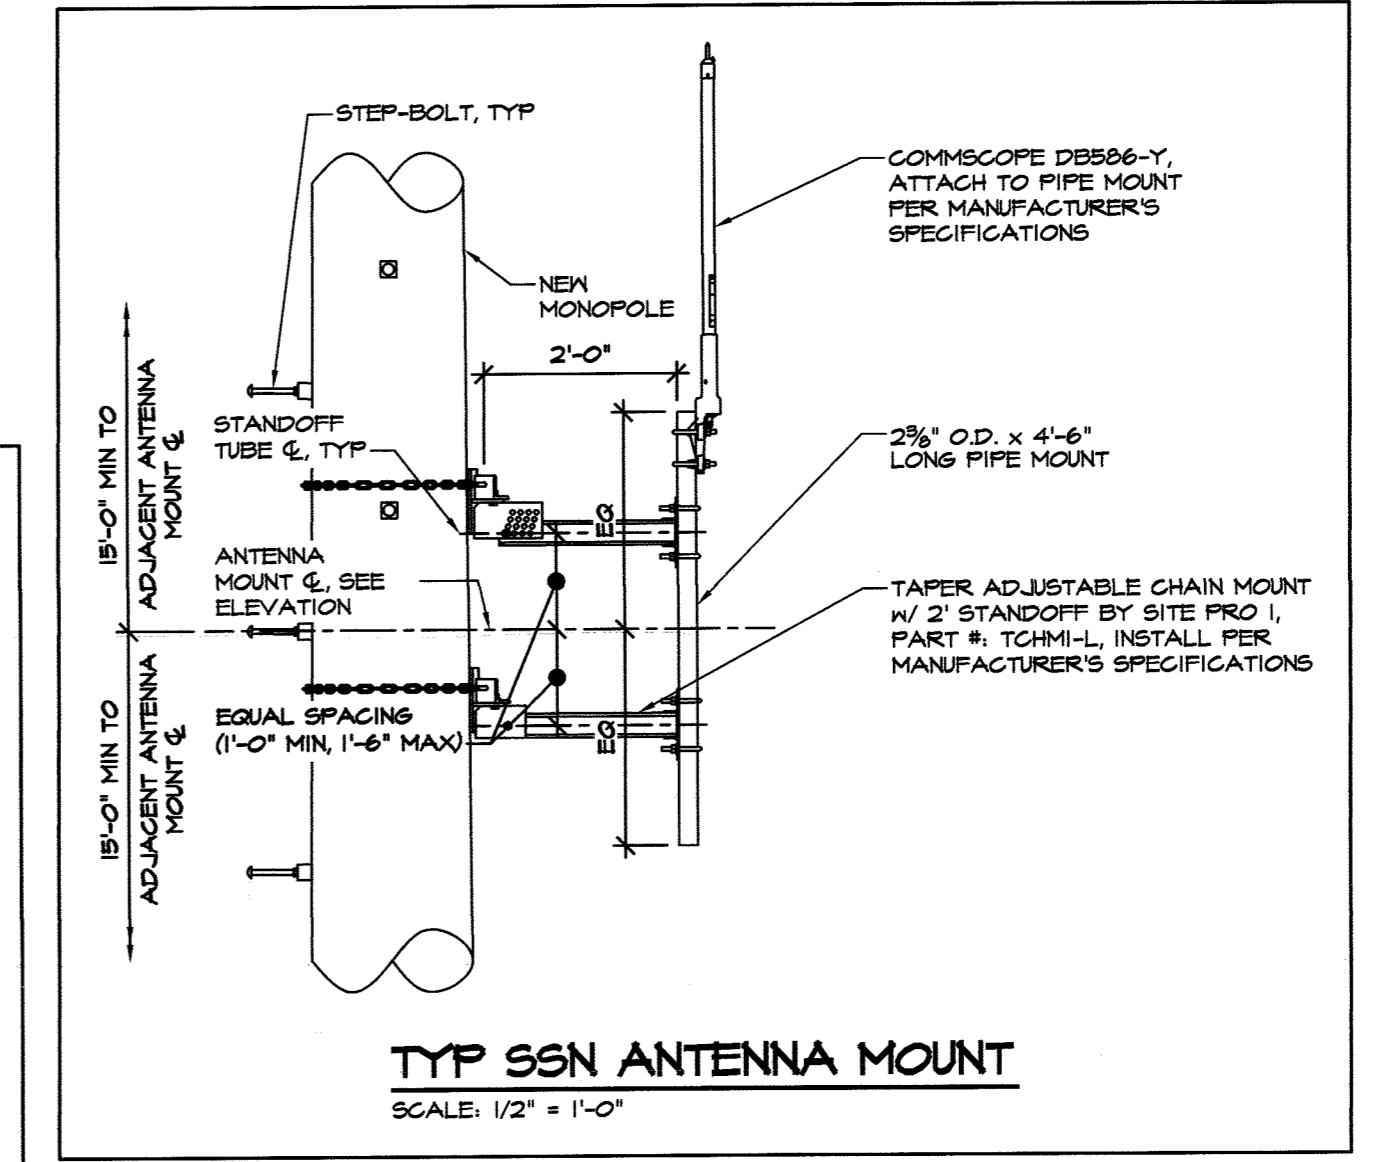 STEP-BOLT, TYP
COMMSCOPE DB586-Y,
ATTACH TO PIPE MOUNT
PER MANUFACTURER'S
SPECIFICATIONS
NEW
MONOPOLE
2'-0"
15'-0" MIN TO
ADJACENT ANTENNA
MOUNT ℄
STANDOFF
TUBE ℄, TYP
2⅜" O.D. x 4'-6"
LONG PIPE MOUNT
EQ
ANTENNA
MOUNT ℄, SEE
ELEVATION
TAPER ADJUSTABLE CHAIN MOUNT
W/ 2' STANDOFF BY SITE PRO 1,
PART #: TCHM1-L, INSTALL PER
MANUFACTURER'S SPECIFICATIONS
15'-0" MIN TO
ADJACENT ANTENNA
MOUNT ℄
EQUAL SPACING
(1'-0" MIN, 1'-6" MAX)
EQ
TYP SSN ANTENNA MOUNT
SCALE: 1/2" = 1'-0"